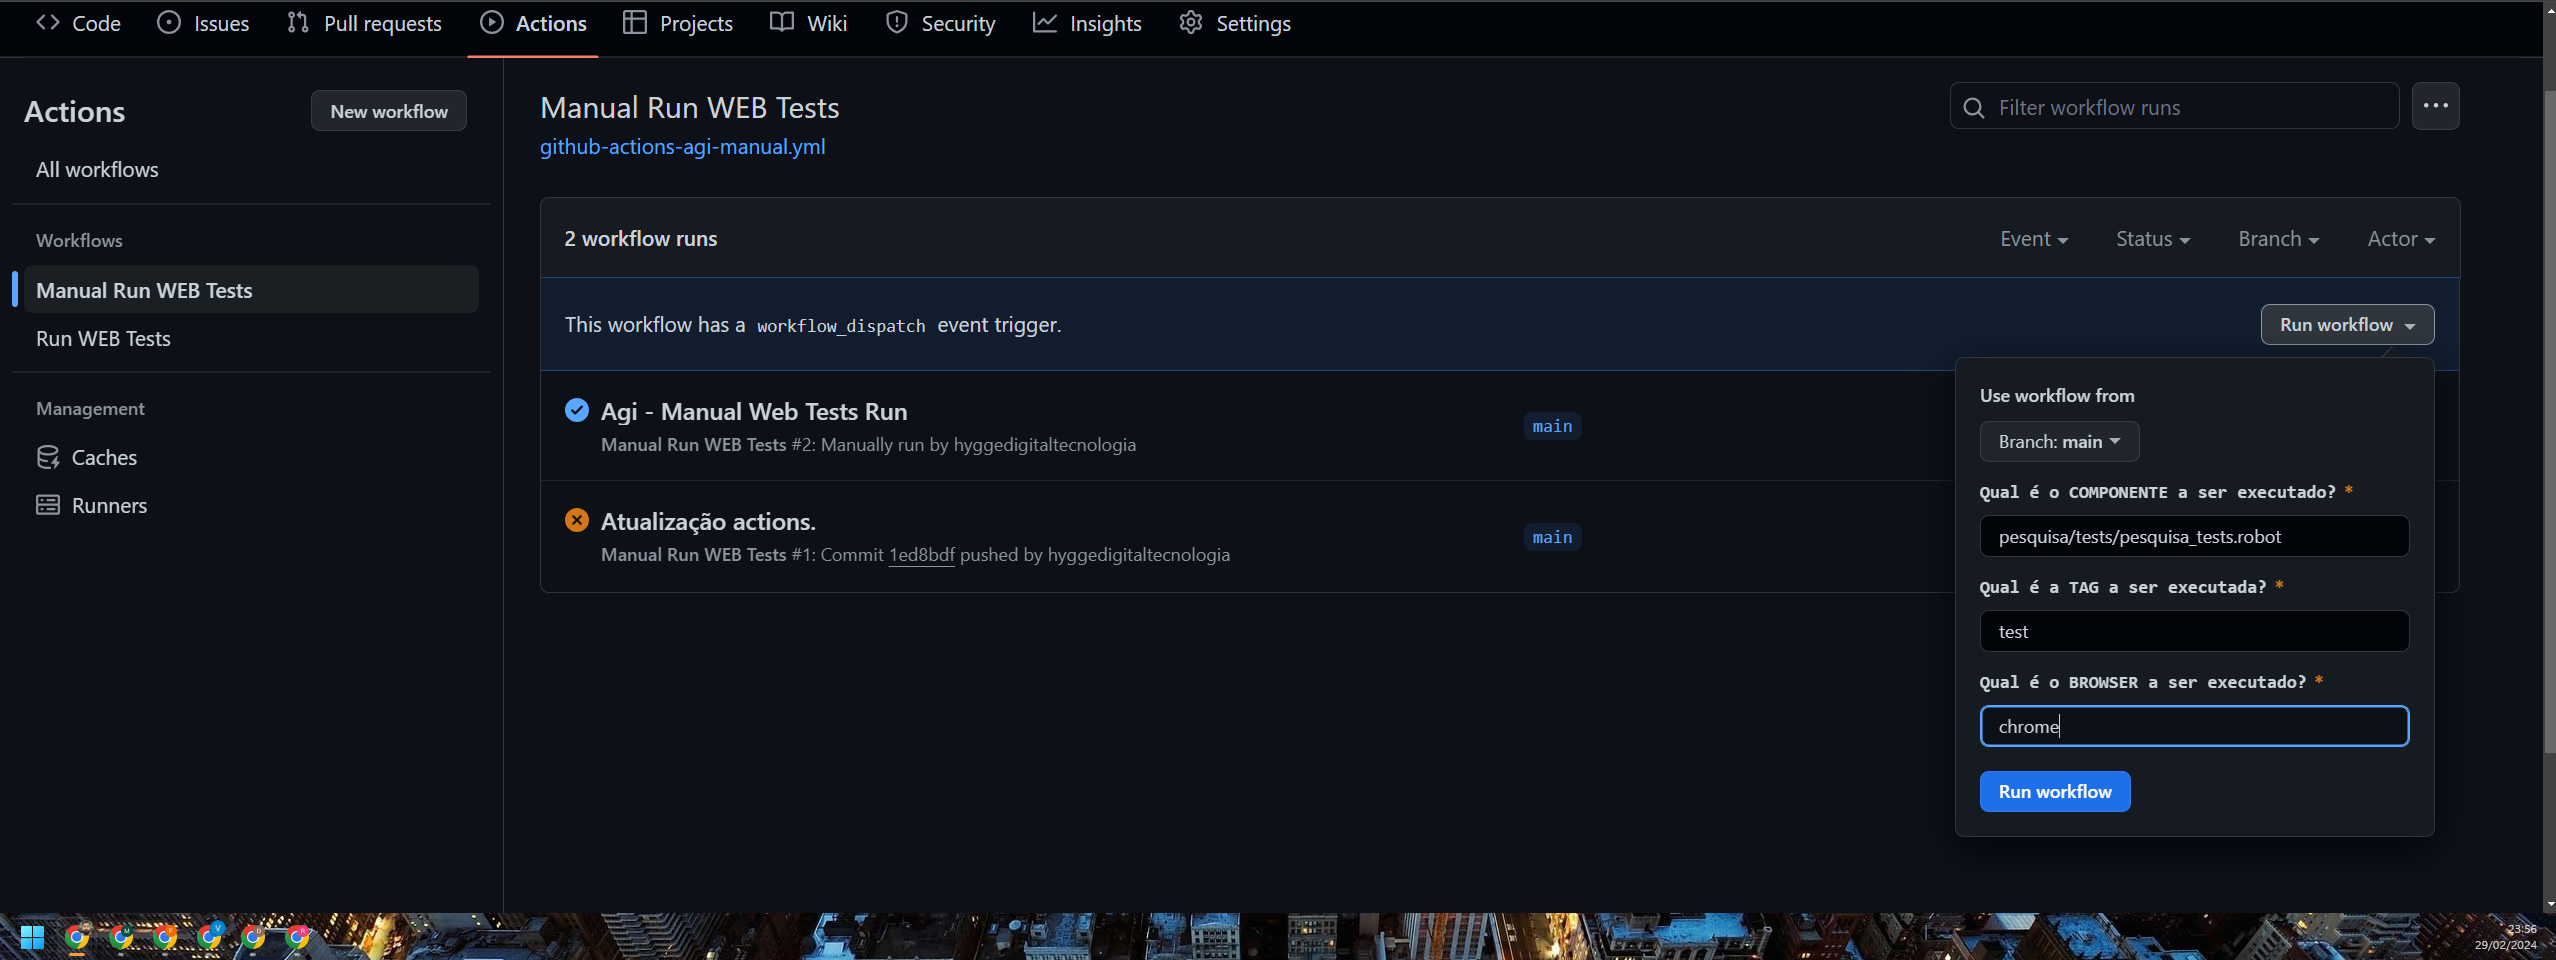 Code Issues Pull requests Actions Projects Wiki Security Insights Settings
Actions
New workflow
All workflows
Workflows
Manual Run WEB Tests
Run WEB Tests
Management
Caches
Runners
Manual Run WEB Tests
github-actions-agi-manual.yml
Filter workflow runs
2 workflow runs
Event Status Branch Actor
This workflow has a workflow_dispatch event trigger.
Run workflow
Agi - Manual Web Tests Run
Manual Run WEB Tests #2: Manually run by hyggedigitaltecnologia
main
Atualização actions.
Manual Run WEB Tests #1: Commit 1ed8bdf pushed by hyggedigitaltecnologia
main
Use workflow from
Branch: main
Qual é o COMPONENTE a ser executado? *
pesquisa/tests/pesquisa_tests.robot
Qual é a TAG a ser executada? *
test
Qual é o BROWSER a ser executado? *
chrome
Run workflow
23:56
29/02/2024